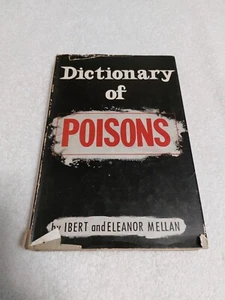 Dictionary
of
POISONS
by IBERT and ELEANOR MELLAN